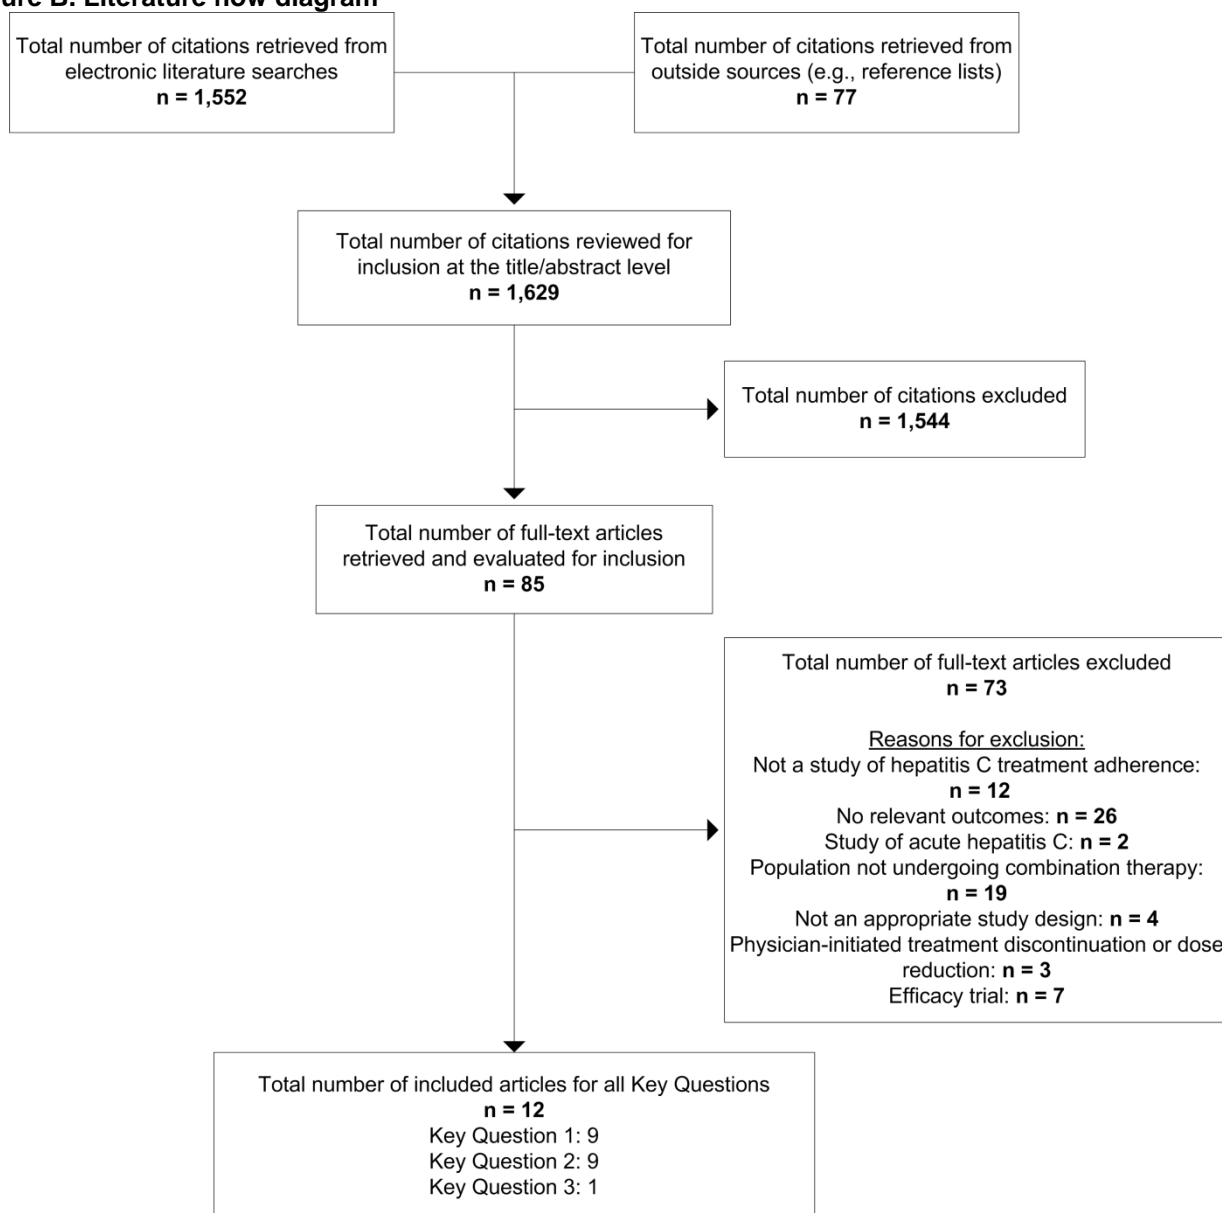 ure B. Literature flow diagram
Total number of citations retrieved from
electronic literature searches
n = 1,552
Total number of citations retrieved from
outside sources (e.g., reference lists)
n = 77
Total number of citations reviewed for
inclusion at the title/abstract level
n = 1,629
Total number of citations excluded
n = 1,544
Total number of full-text articles
retrieved and evaluated for inclusion
n = 85
Total number of full-text articles excluded
n = 73
Reasons for exclusion:
Not a study of hepatitis C treatment adherence:
n = 12
No relevant outcomes: n = 26
Study of acute hepatitis C: n = 2
Population not undergoing combination therapy:
n = 19
Not an appropriate study design: n = 4
Physician-initiated treatment discontinuation or dose
reduction: n = 3
Efficacy trial: n = 7
Total number of included articles for all Key Questions
n = 12
Key Question 1: 9
Key Question 2: 9
Key Question 3: 1